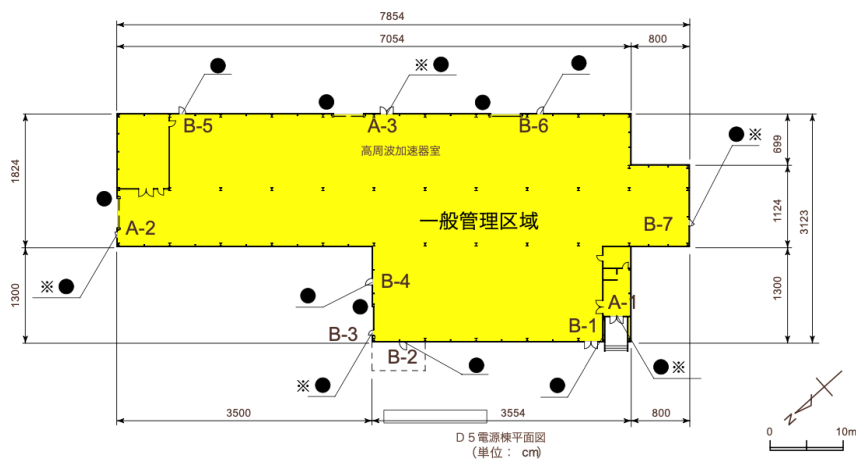 7854
7054
800
※
B-5
A-3
B-6
高周波加速器室
※
1824
699
1124
3123
一般管理区域
A-2
B-7
※
1300
B-4
A-1
1300
B-3
B-1
B-2
※
※
3500
3554
800
D5電源棟平面図
(単位： cm)
N
0
10m